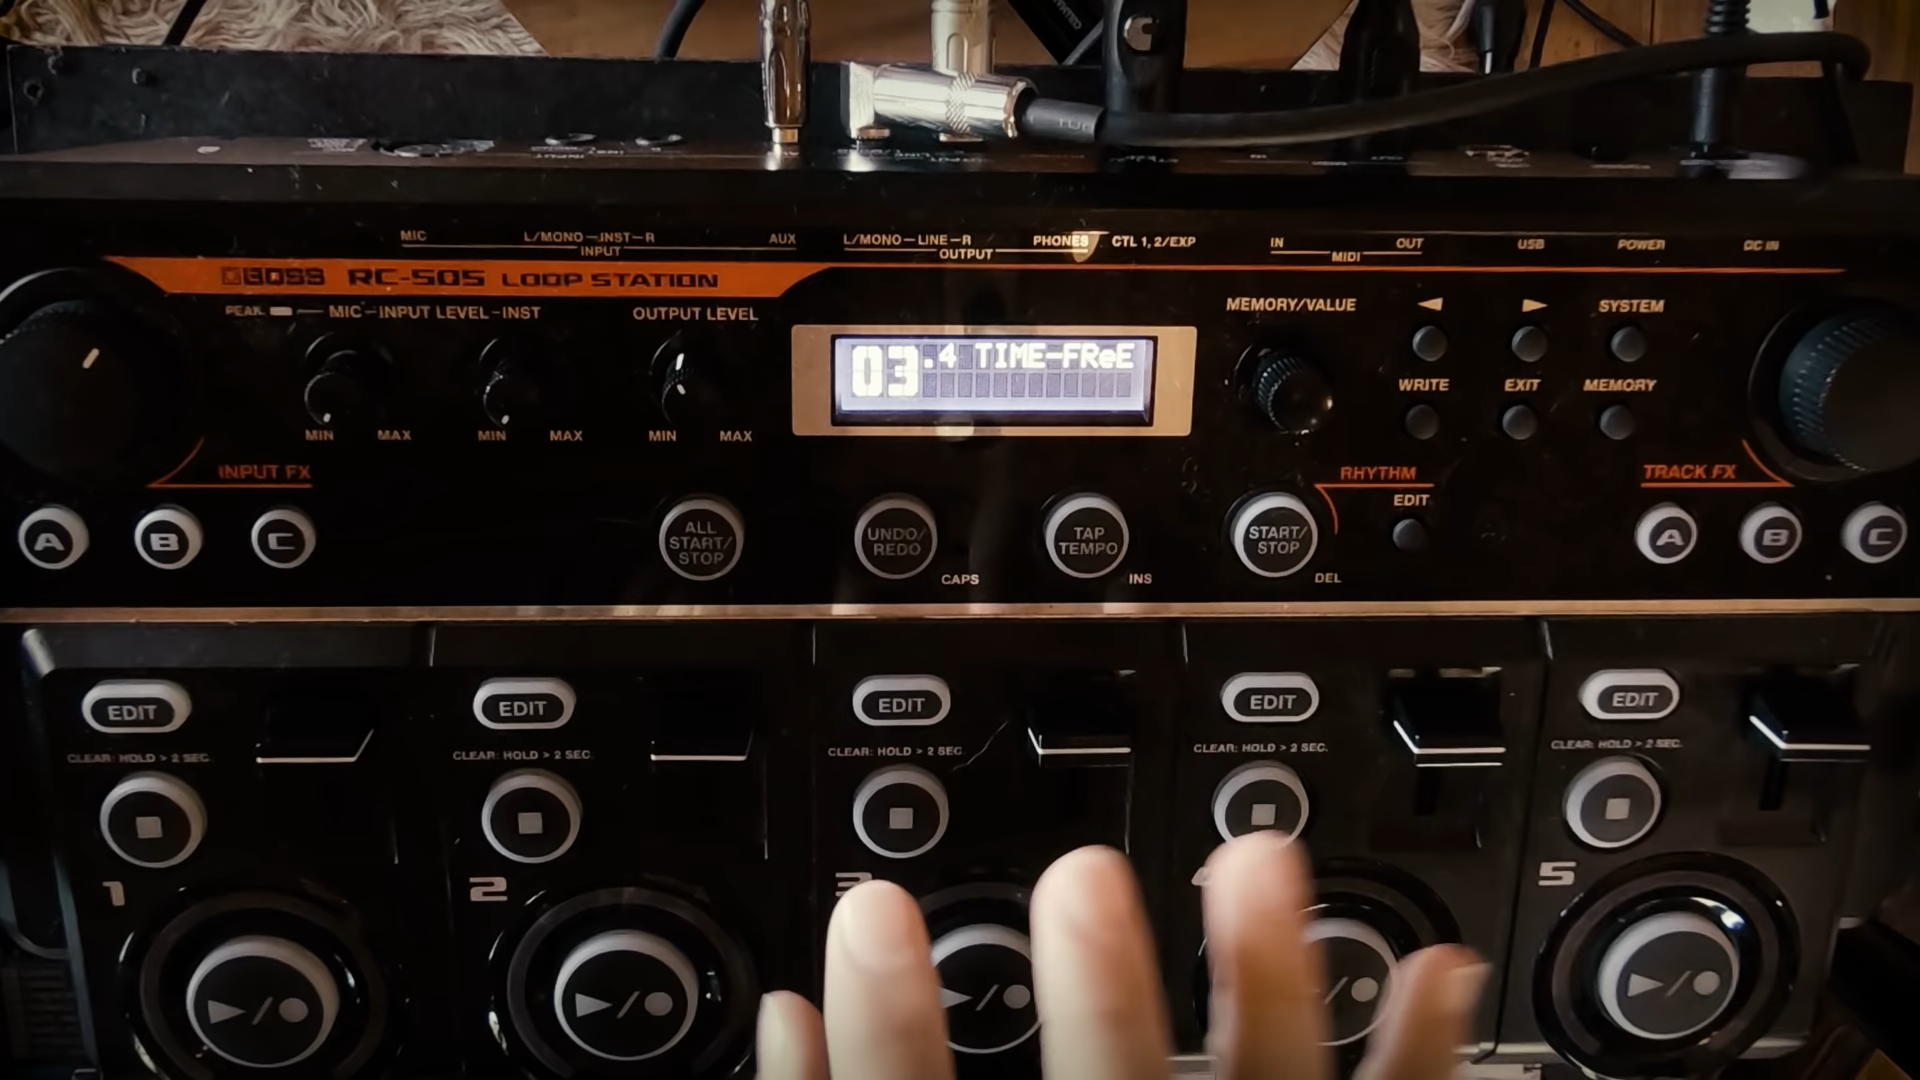 MIC L/MONO—INST—R AUX L/MONO—LINE—R PHONES CTL 1, 2/EXP IN OUT USB POWER DC IN
INPUT OUTPUT MIDI
BOSS RC-505 LOOP STATION
PEAK MIC—INPUT LEVEL—INST OUTPUT LEVEL
MEMORY/VALUE ◀ ▶ SYSTEM
03.4 TIME-FReE
WRITE EXIT MEMORY
MIN MAX MIN MAX MIN MAX
INPUT FX RHYTHM TRACK FX
EDIT
A B C
ALL START/STOP
UNDO/REDO
TAP TEMPO
START/STOP
A B C
CAPS INS DEL
EDIT EDIT EDIT EDIT EDIT
CLEAR: HOLD > 2 SEC. CLEAR: HOLD > 2 SEC. CLEAR: HOLD > 2 SEC CLEAR: HOLD > 2 SEC. CLEAR: HOLD > 2 SEC.
1 2 3 5